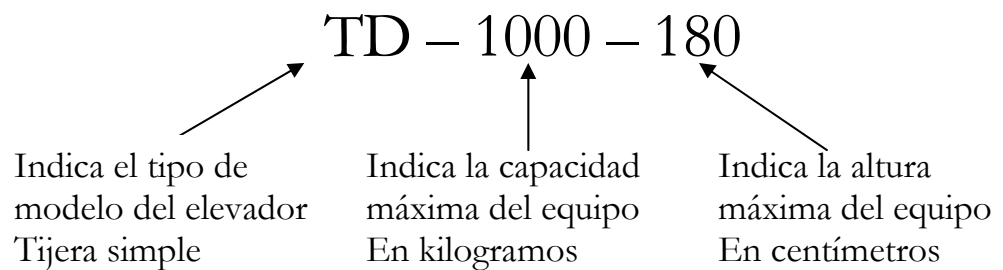 TD – 1000 – 180
Indica el tipo de
modelo del elevador
Tijera simple
Indica la capacidad
máxima del equipo
En kilogramos
Indica la altura
máxima del equipo
En centímetros